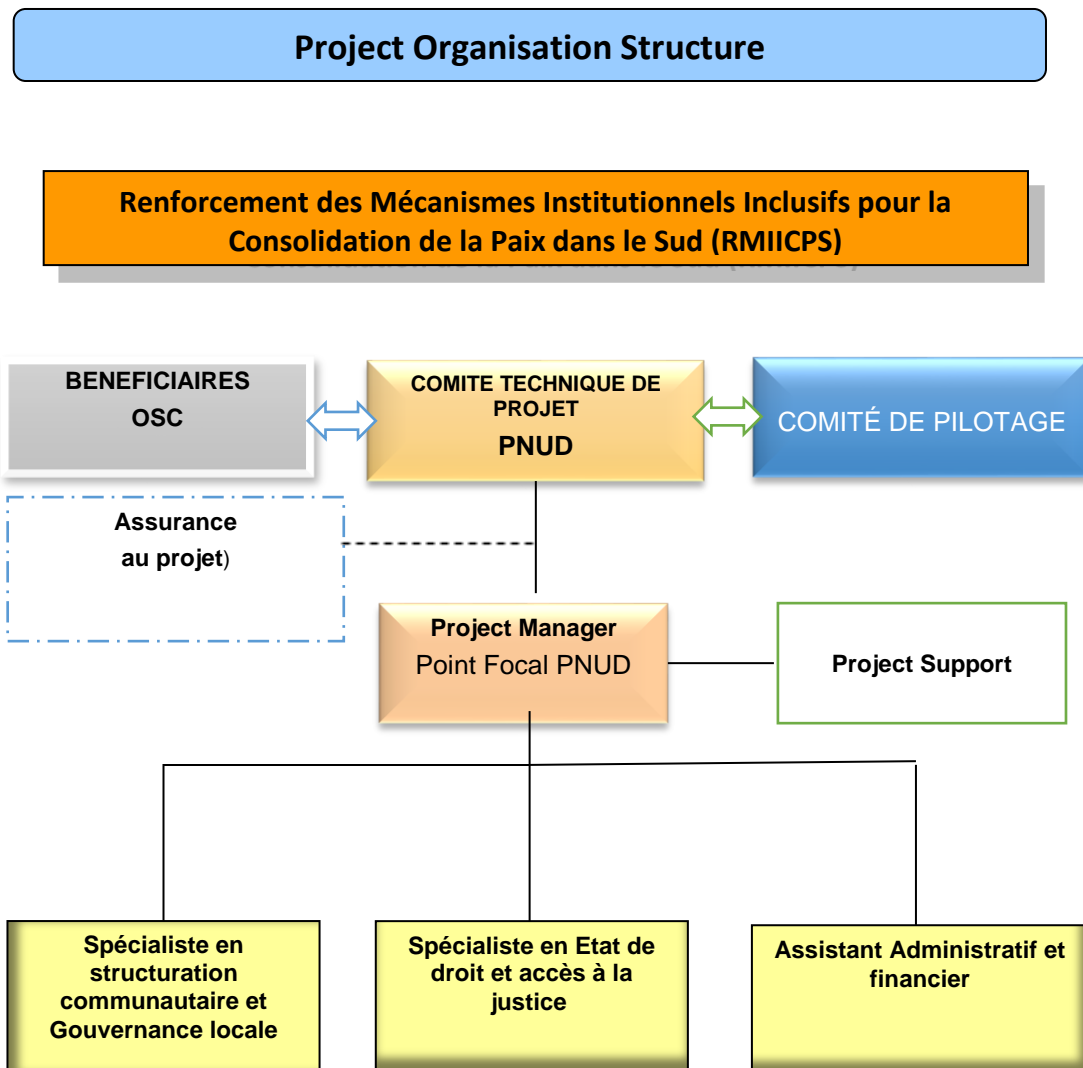 Project Organisation Structure
Renforcement des Mécanismes Institutionnels Inclusifs pour la
Consolidation de la Paix dans le Sud (RMIICPS)
BENEFICIAIRES
OSC
COMITE TECHNIQUE DE
PROJET
PNUD
COMITÉ DE PILOTAGE
Assurance
au projet)
Project Manager
Point Focal PNUD
Project Support
Spécialiste en
structuration
communautaire et
Gouvernance locale
Spécialiste en Etat de
droit et accès à la
justice
Assistant Administratif et
financier